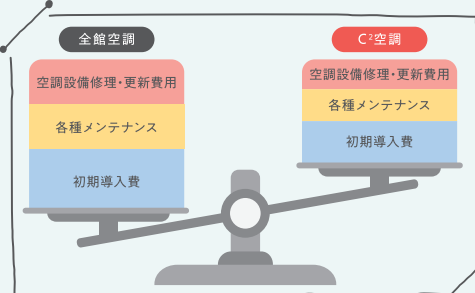 全館空調
C²空調
空調設備修理・更新費用
各種メンテナンス
初期導入費
空調設備修理・更新費用
各種メンテナンス
初期導入費